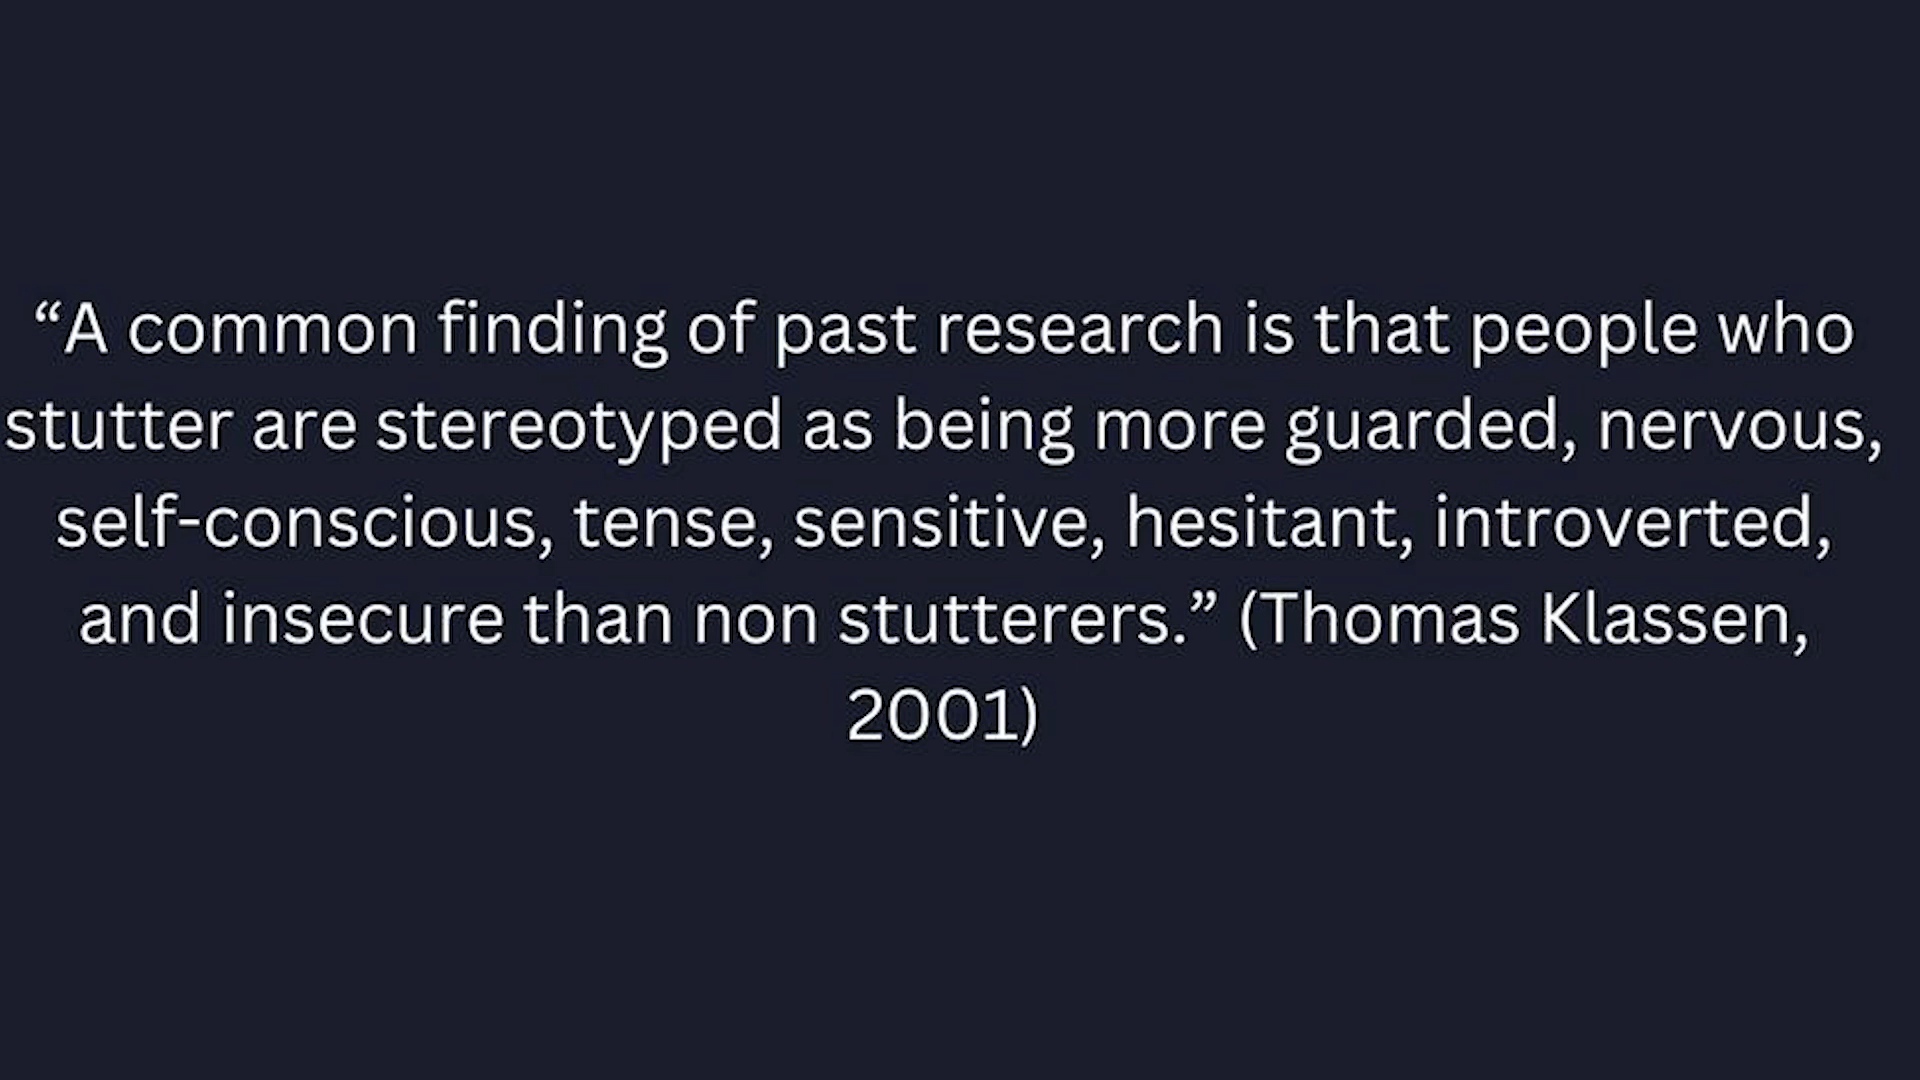 “A common finding of past research is that people who
stutter are stereotyped as being more guarded, nervous,
self-conscious, tense, sensitive, hesitant, introverted,
and insecure than non stutterers.” (Thomas Klassen,
2001)